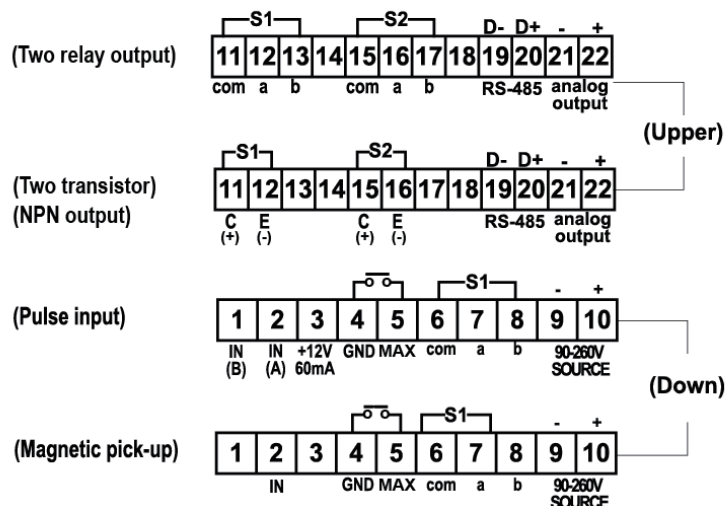 S1 S2 D- D+ - +
(Two relay output) 11 12 13 14 15 16 17 18 19 20 21 22
com a b com a b RS-485 analog
output
(Upper)
S1 S2 D- D+ - +
(Two transistor) 11 12 13 14 15 16 17 18 19 20 21 22
(NPN output)
C E C E RS-485 analog
(+) (-) (+) (-) output
S1 - +
(Pulse input) 1 2 3 4 5 6 7 8 9 10
IN IN +12V GND MAX com a b 90-260V
(B) (A) 60mA SOURCE
(Down)
S1 - +
(Magnetic pick-up) 1 2 3 4 5 6 7 8 9 10
IN GND MAX com a b 90-260V
SOURCE